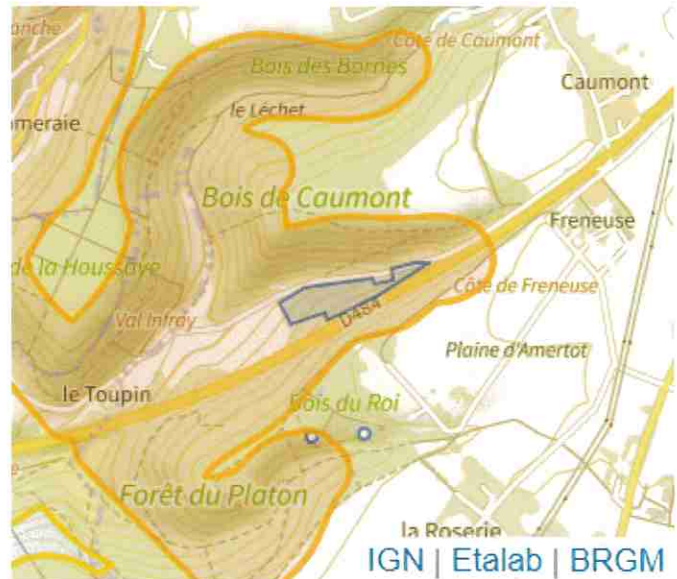 Côte de Caumont
Bois des Bornes
Caumont
le Léchet
meraie
Bois de Caumont
Freneuse
de la Houssaye
Côte de Freneuse
Val Infray
D484
Plaine d'Amertot
le Toupin
Bois du Roi
Forêt du Platon
la Roserie
IGN | Etalab | BRGM